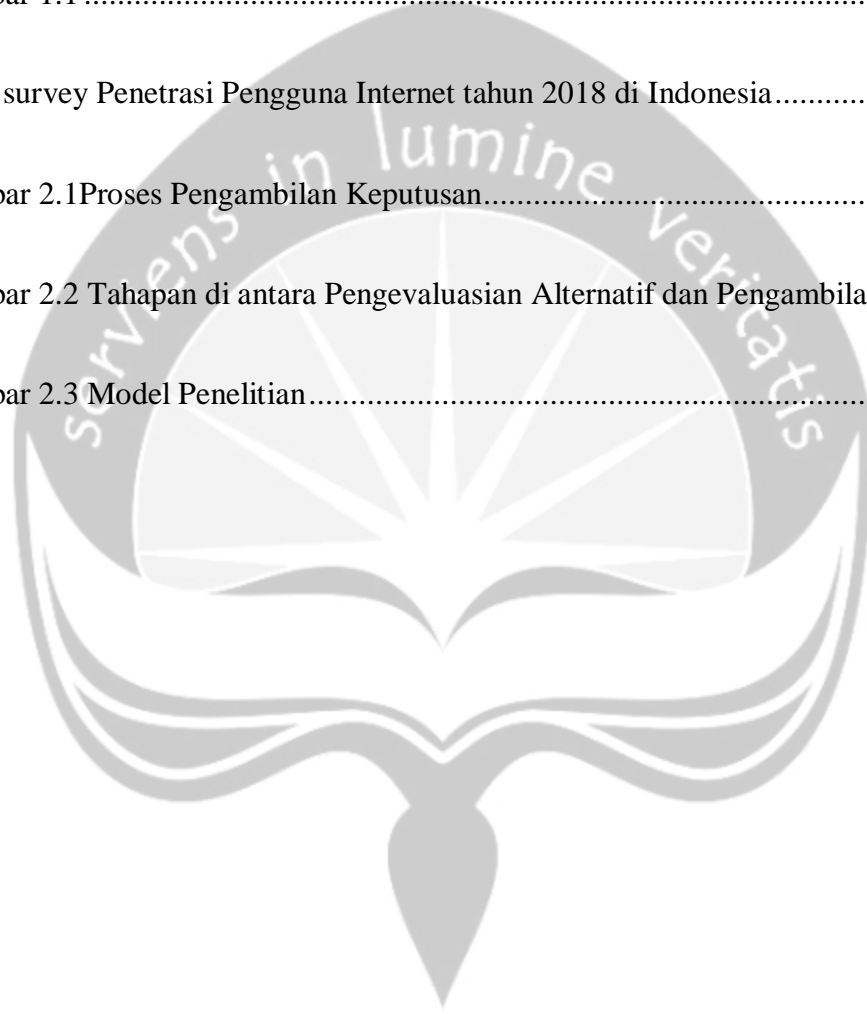 bar 1.1
survey Penetrasi Pengguna Internet tahun 2018 di Indonesia...........
bar 2.1Proses Pengambilan Keputusan................................................
bar 2.2 Tahapan di antara Pengevaluasian Alternatif dan Pengambila
bar 2.3 Model Penelitian......................................................................
serviens in lumine veritatis